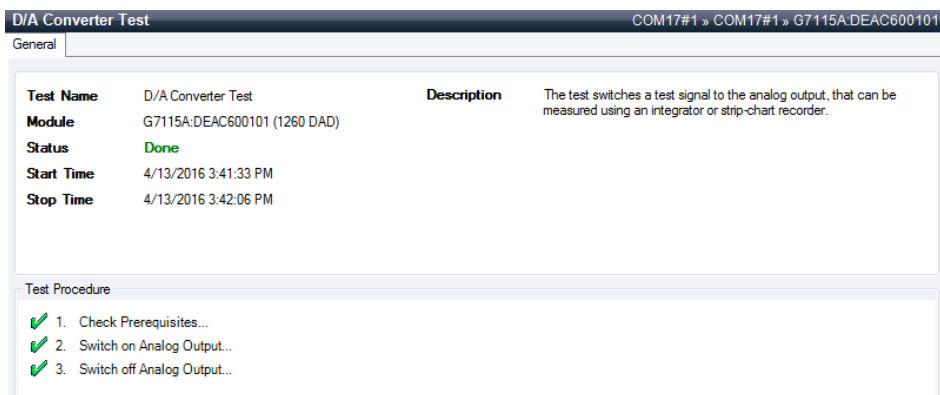 D/A Converter Test COM17#1 » COM17#1 » G7115A:DEAC600101
General
Test Name D/A Converter Test Description The test switches a test signal to the analog output, that can be
measured using an integrator or strip-chart recorder.
Module G7115A:DEAC600101 (1260 DAD)
Status Done
Start Time 4/13/2016 3:41:33 PM
Stop Time 4/13/2016 3:42:06 PM
Test Procedure
1. Check Prerequisites...
2. Switch on Analog Output...
3. Switch off Analog Output...